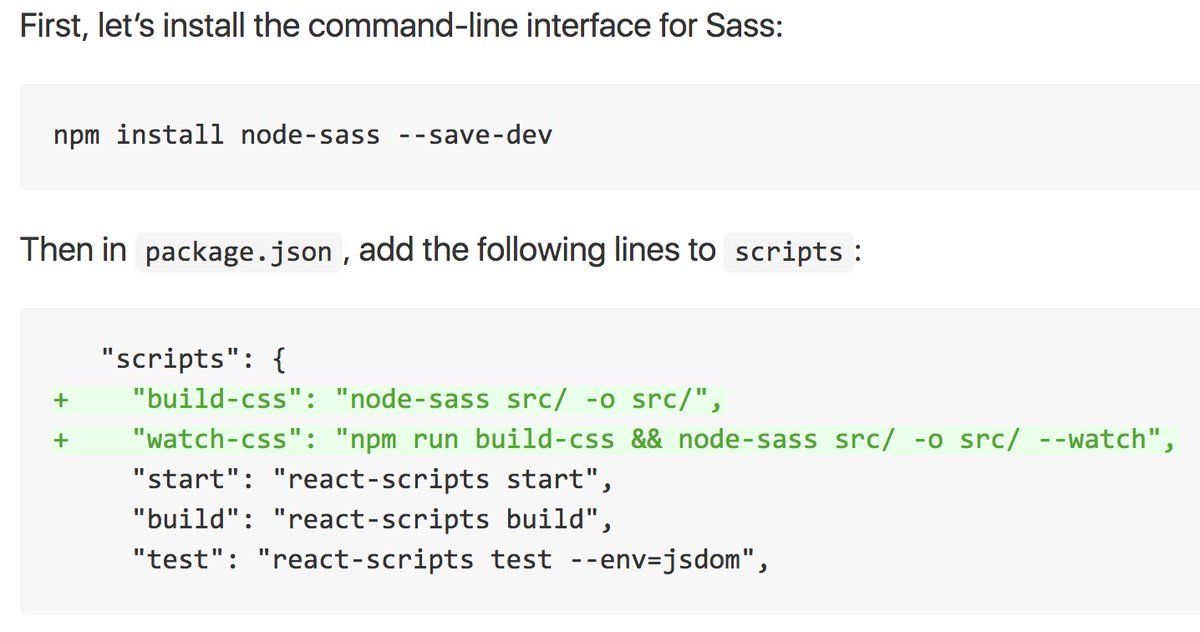 First, let’s install the command-line interface for Sass:
npm install node-sass --save-dev
Then in package.json, add the following lines to scripts:
"scripts": {
+ "build-css": "node-sass src/ -o src/",
+ "watch-css": "npm run build-css && node-sass src/ -o src/ --watch",
"start": "react-scripts start",
"build": "react-scripts build",
"test": "react-scripts test --env=jsdom",